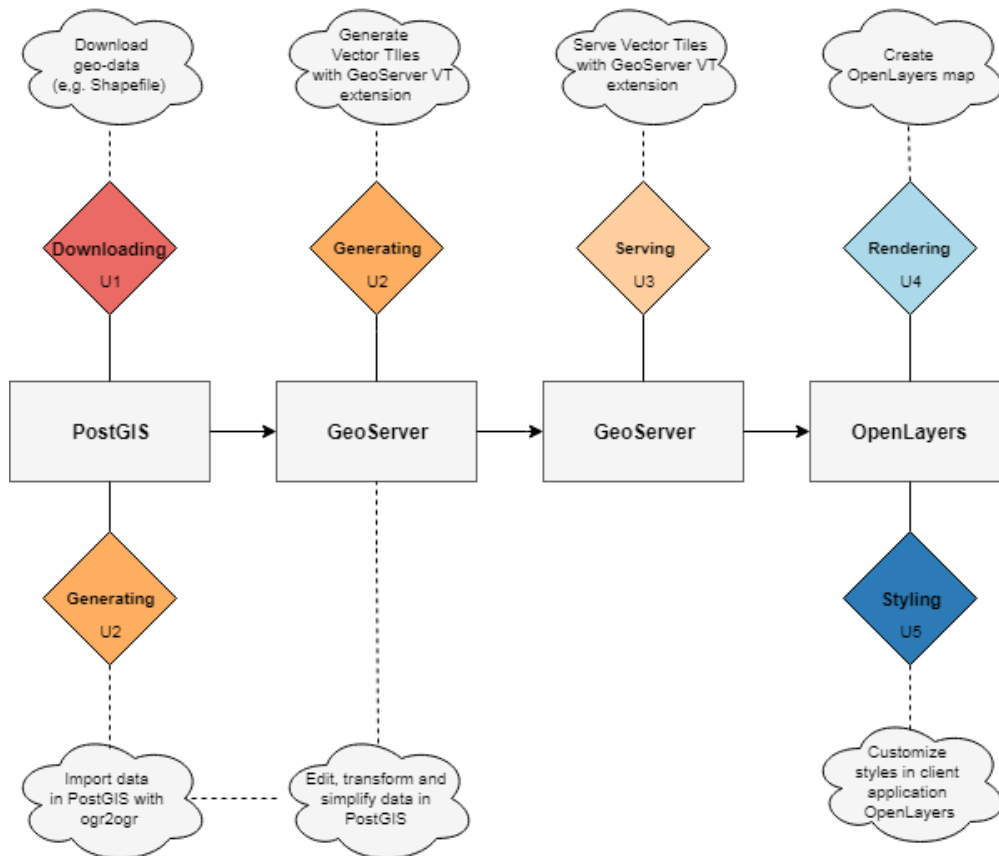 Download
geo-data
(e,g. Shapefile)
Generate
Vector TIles
with GeoServer VT
extension
Serve Vector Tiles
with GeoServer VT
extension
Create
OpenLayers map
Downloading
U1
Generating
U2
Serving
U3
Rendering
U4
PostGIS
GeoServer
GeoServer
OpenLayers
Generating
U2
Styling
U5
Import data
in PostGIS with
ogr2ogr
Edit, transform and
simplify data in
PostGIS
Customize
styles in client
application
OpenLayers